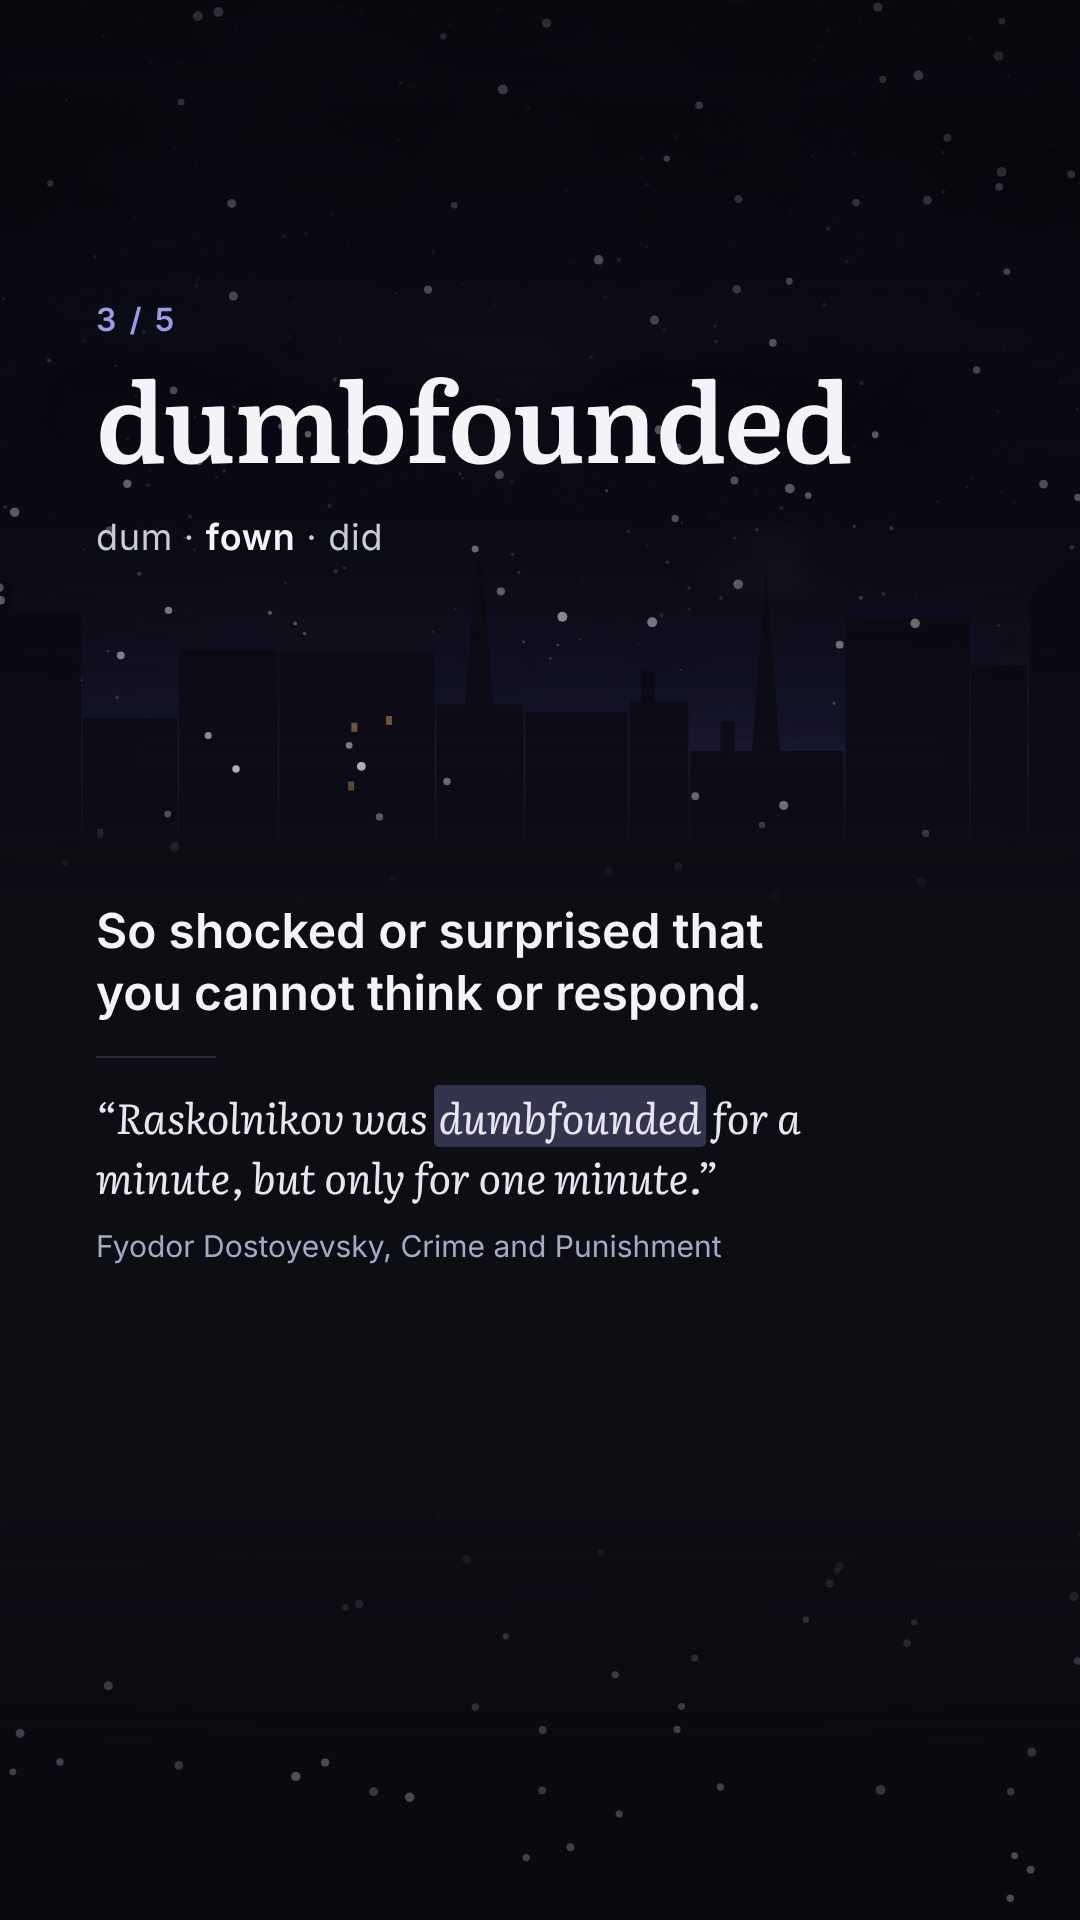 3 / 5
dumbfounded
dum · fown · did
So shocked or surprised that
you cannot think or respond.
“Raskolnikov was dumbfounded for a
minute, but only for one minute.”
Fyodor Dostoyevsky, Crime and Punishment